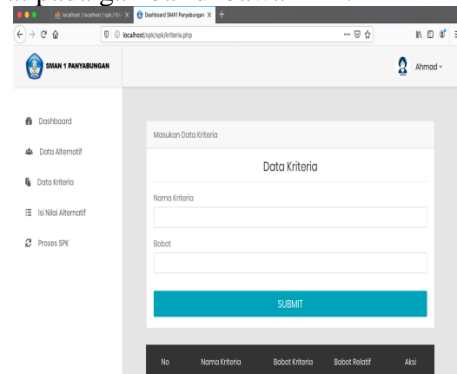 localhost/localhost/spk/
Dashboard SMAN 1 Panyabungan
localhost/spk/spk/kriteria.php
SMAN 1 PANYABUNGAN
Ahmad
Dashboard
Data Alternatif
Data Kriteria
Isi Nilai Alternatif
Proses SPK
Masukan Data Kriteria
Data Kriteria
Nama Kriteria
Bobot
SUBMIT
No Nama Kriteria Bobot Kriteria Bobot Relatif Aksi